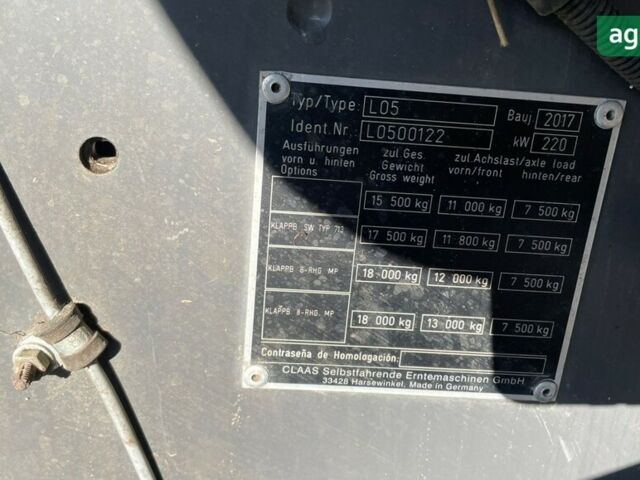 ag
Typ/Type L05 Bauj. 2017
Ident.Nr. L0500122 kW 220
Ausführungen zul.Ges. zul.Achslast/axle load
vorn u. hinten Gewicht vorn/front hinten/rear
Options Gross weight
15 500 kg 11 000 kg 7 500 kg
KLAPPB SW TYP 713 17 500 kg 11 800 kg 7 500 kg
KLAPPB 6-RHG. MP 18 000 kg 12 000 kg 7 500 kg
KLAPPB 8-RHG. MP 18 000 kg 13 000 kg 7 500 kg
Contraseña de Homologación:
CLAAS Selbstfahrende Erntemaschinen GmbH
33428 Harsewinkel, Made in Germany